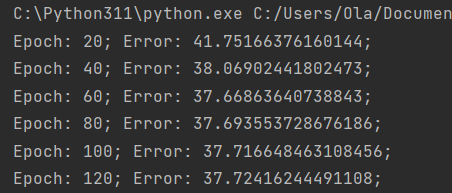 C:\Python311\python.exe C:/Users/Ola/Documen
Epoch: 20; Error: 41.75166376160144;
Epoch: 40; Error: 38.06902441802473;
Epoch: 60; Error: 37.66863640738843;
Epoch: 80; Error: 37.693553728676186;
Epoch: 100; Error: 37.716648463108456;
Epoch: 120; Error: 37.72416244491108;